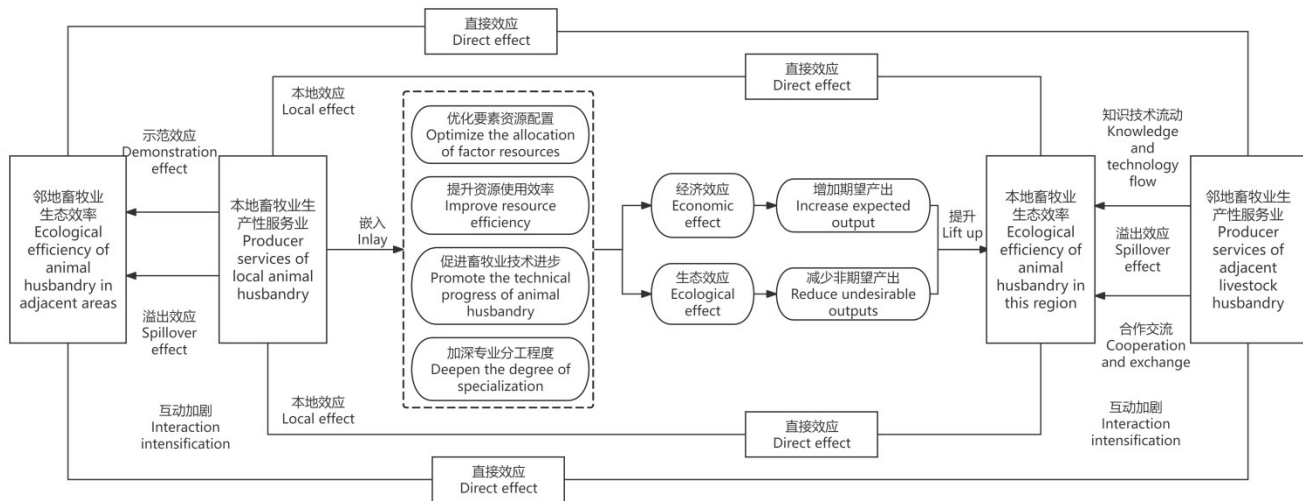 直接效应
Direct effect
直接效应
Direct effect
本地效应
Local effect
示范效应
Demonstration
effect
邻地畜牧业
生态效率
Ecological
efficiency of
animal
husbandry in
adjacent areas
溢出效应
Spillover
effect
互动加剧
Interaction
intensification
本地畜牧业生
产性服务业
Producer
services of
local animal
husbandry
嵌入
Inlay
优化要素资源配置
Optimize the allocation
of factor resources
提升资源使用效率
Improve resource
efficiency
促进畜牧业技术进步
Promote the technical
progress of animal
husbandry
加深专业分工程度
Deepen the degree of
specialization
经济效应
Economic
effect
增加期望产出
Increase expected
output
生态效应
Ecological
effect
减少非期望产出
Reduce undesirable
outputs
提升
Lift up
本地畜牧业
生态效率
Ecological
efficiency of
animal
husbandry in
this region
知识技术流动
Knowledge
and
technology
flow
溢出效应
Spillover
effect
合作交流
Cooperation
and exchange
邻地畜牧业生
产性服务业
Producer
services of
adjacent
livestock
husbandry
互动加剧
Interaction
intensification
本地效应
Local effect
直接效应
Direct effect
直接效应
Direct effect